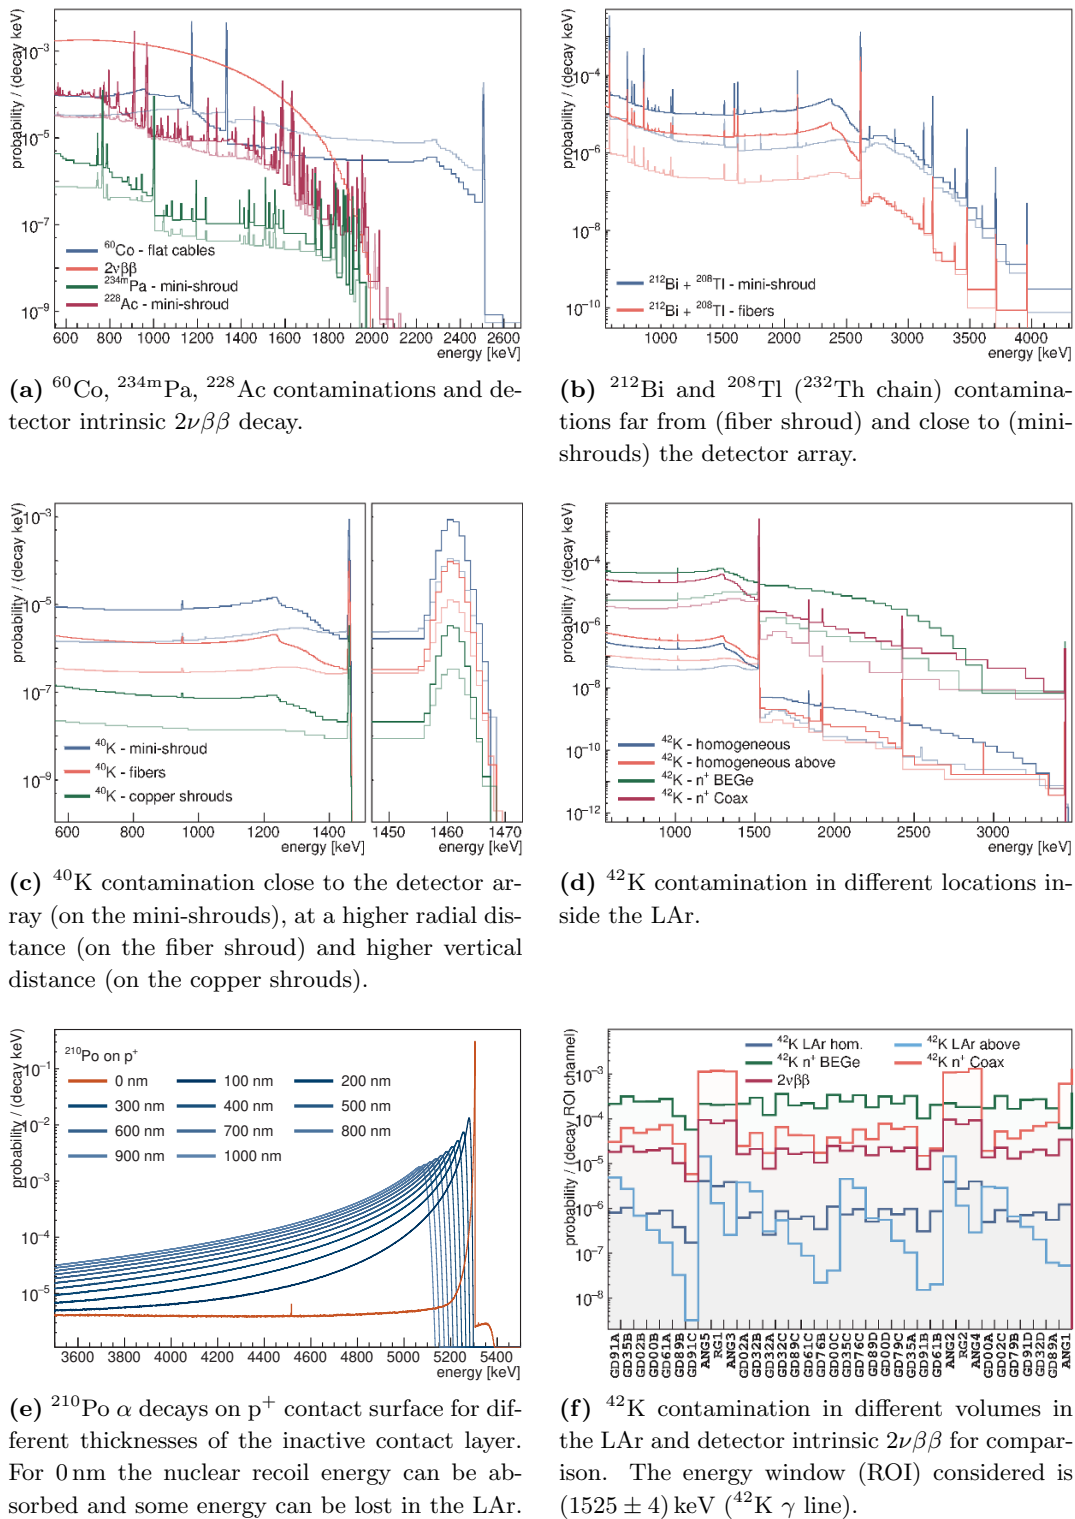 probability / (decay keV)
10⁻³
10⁻⁵
10⁻⁷
10⁻⁹
⁶⁰Co - flat cables
2νββ
²³⁴ᵐPa - mini-shroud
²²⁸Ac - mini-shroud
600 800 1000 1200 1400 1600 1800 2000 2200 2400 2600
energy [keV]
(a) ⁶⁰Co, ²³⁴ᵐPa, ²²⁸Ac contaminations and de-
tector intrinsic 2νββ decay.
probability / (decay keV)
10⁻⁴
10⁻⁶
10⁻⁸
10⁻¹⁰
²¹²Bi + ²⁰⁸Tl - mini-shroud
²¹²Bi + ²⁰⁸Tl - fibers
1000 1500 2000 2500 3000 3500 4000
energy [keV]
(b) ²¹²Bi and ²⁰⁸Tl (²³²Th chain) contamina-
tions far from (fiber shroud) and close to (mini-
shrouds) the detector array.
probability / (decay keV)
10⁻³
10⁻⁵
10⁻⁷
10⁻⁹
⁴⁰K - mini-shroud
⁴⁰K - fibers
⁴⁰K - copper shrouds
600 800 1000 1200 1400
energy [keV]
1450 1460 1470
energy [keV]
(c) ⁴⁰K contamination close to the detector ar-
ray (on the mini-shrouds), at a higher radial dis-
tance (on the fiber shroud) and higher vertical
distance (on the copper shrouds).
probability / (decay keV)
10⁻⁴
10⁻⁶
10⁻⁸
10⁻¹⁰
10⁻¹²
⁴²K - homogeneous
⁴²K - homogeneous above
⁴²K - n⁺ BEGe
⁴²K - n⁺ Coax
1000 1500 2000 2500 3000
energy [keV]
(d) ⁴²K contamination in different locations in-
side the LAr.
probability / (decay keV)
10⁻¹
10⁻²
10⁻³
10⁻⁴
10⁻⁵
²¹⁰Po on p⁺
0 nm 100 nm 200 nm
300 nm 400 nm 500 nm
600 nm 700 nm 800 nm
900 nm 1000 nm
3600 3800 4000 4200 4400 4600 4800 5000 5200 5400
energy [keV]
(e) ²¹⁰Po α decays on p⁺ contact surface for dif-
ferent thicknesses of the inactive contact layer.
For 0 nm the nuclear recoil energy can be ab-
sorbed and some energy can be lost in the LAr.
probability / (decay ROI channel)
10⁻³
10⁻⁴
10⁻⁵
10⁻⁶
10⁻⁷
10⁻⁸
⁴²K LAr hom. ⁴²K LAr above
⁴²K n⁺ BEGe ⁴²K n⁺ Coax
2νββ
GD91A GD35B GD02B GD00B GD61A GD89B GD91C ANG5 RG1 ANG3 GD02A GD32B GD32A GD32C GD89C GD61C GD76B GD00C GD35C GD76C GD89D GD00D GD79C GD35A GD91B GD61B ANG2 RG2 ANG4 GD00A GD02C GD79B GD91D GD32D GD89A ANG1
(f) ⁴²K contamination in different volumes in
the LAr and detector intrinsic 2νββ for compar-
ison. The energy window (ROI) considered is
(1525 ± 4) keV (⁴²K γ line).